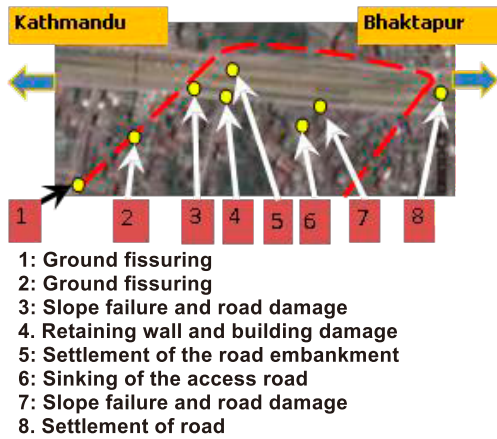 Kathmandu Bhaktapur
1 2 3 4 5 6 7 8
1: Ground fissuring
2: Ground fissuring
3: Slope failure and road damage
4. Retaining wall and building damage
5: Settlement of the road embankment
6: Sinking of the access road
7: Slope failure and road damage
8. Settlement of road